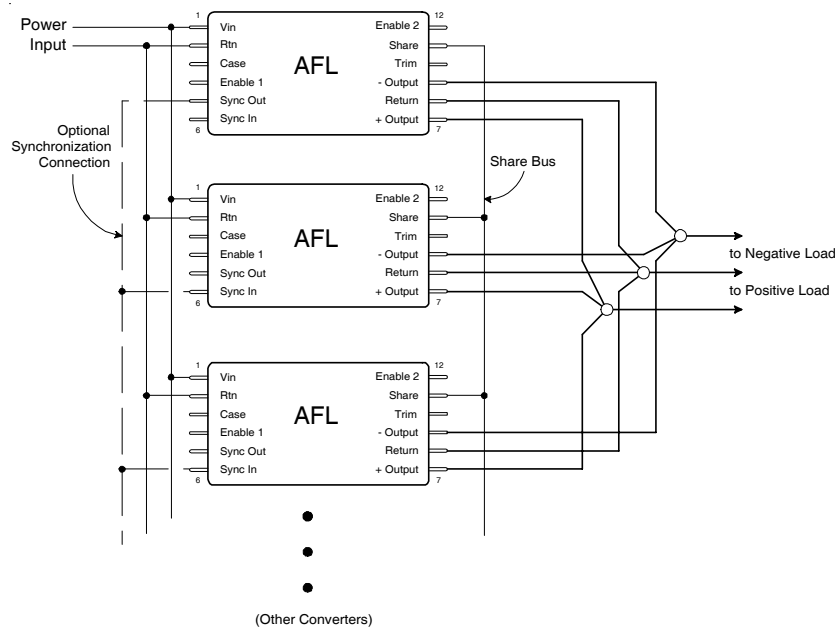 Power
Input
1
Vin
Rtn
Case
Enable 1
Sync Out
Sync In
6
AFL
12
Enable 2
Share
Trim
- Output
Return
+ Output
7
Optional
Synchronization
Connection
Share Bus
1
Vin
Rtn
Case
Enable 1
Sync Out
Sync In
6
AFL
12
Enable 2
Share
Trim
- Output
Return
+ Output
7
to Negative Load
to Positive Load
1
Vin
Rtn
Case
Enable 1
Sync Out
Sync In
6
AFL
12
Enable 2
Share
Trim
- Output
Return
+ Output
7
(Other Converters)